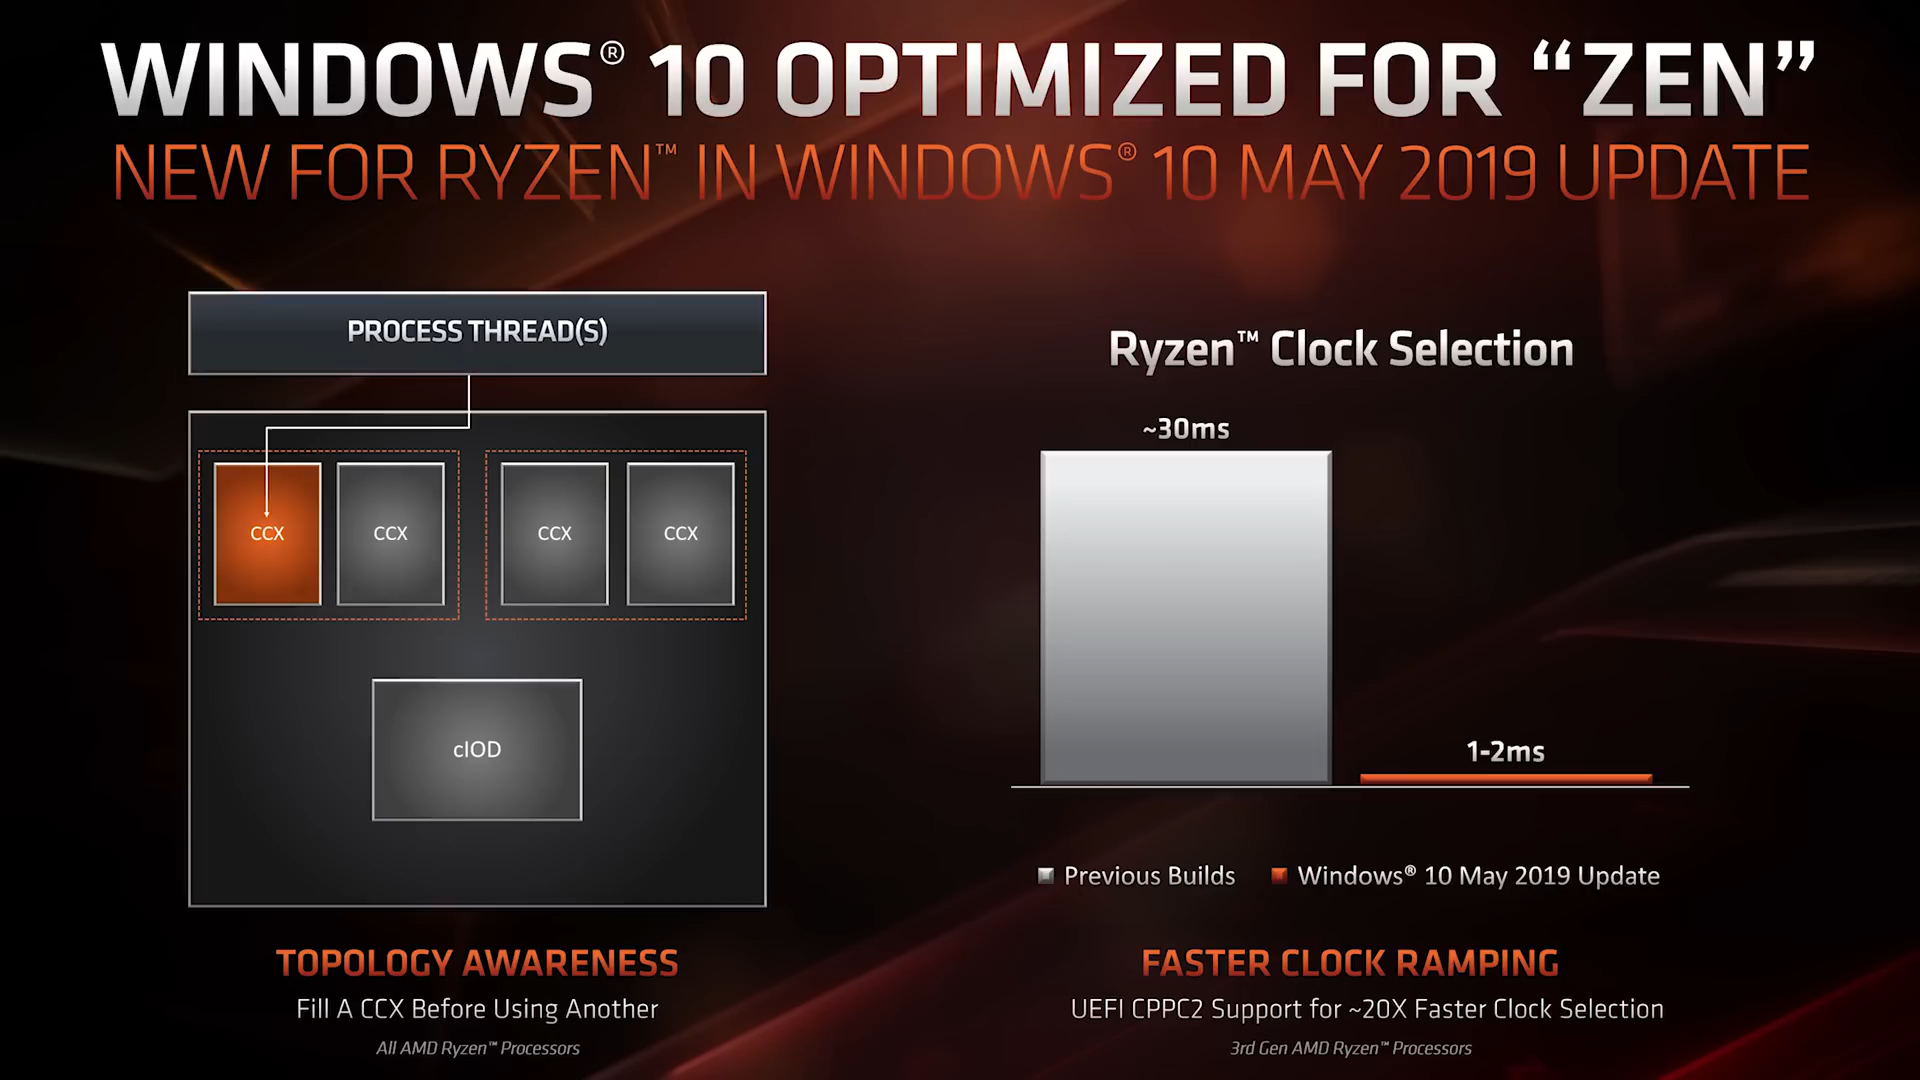 WINDOWS® 10 OPTIMIZED FOR “ZEN”
NEW FOR RYZEN™ IN WINDOWS® 10 MAY 2019 UPDATE
PROCESS THREAD(S)
CCX
CCX
CCX
CCX
cIOD
TOPOLOGY AWARENESS
Fill A CCX Before Using Another
All AMD Ryzen™ Processors
Ryzen™ Clock Selection
~30ms
1-2ms
Previous Builds
Windows® 10 May 2019 Update
FASTER CLOCK RAMPING
UEFI CPPC2 Support for ~20X Faster Clock Selection
3rd Gen AMD Ryzen™ Processors